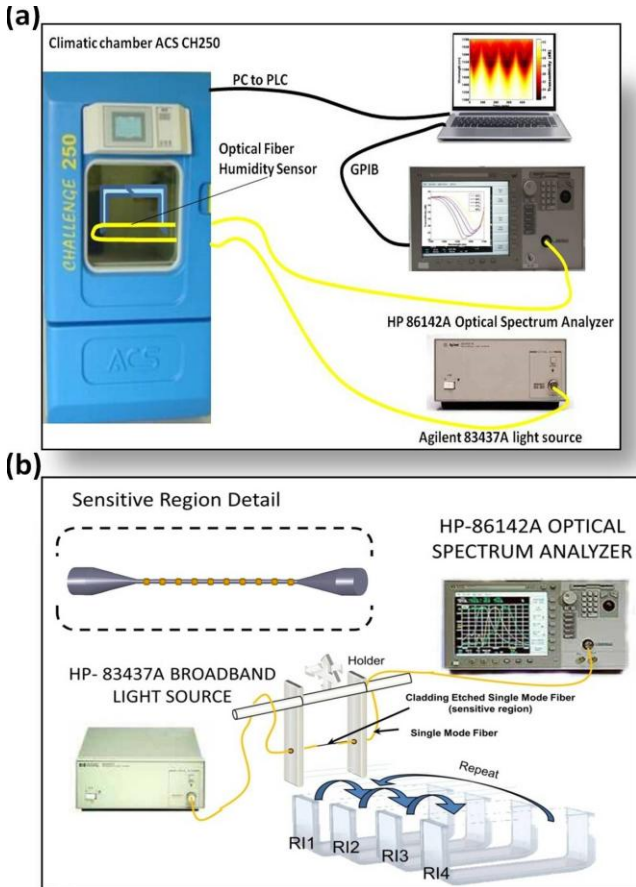 (a)
Climatic chamber ACS CH250
PC to PLC
CHALLENGE 250
Optical Fiber
Humidity Sensor
GPIB
HP 86142A Optical Spectrum Analyzer
ACS
Agilent 83437A light source
(b)
Sensitive Region Detail
HP-86142A OPTICAL
SPECTRUM ANALYZER
HP- 83437A BROADBAND
LIGHT SOURCE
Holder
Cladding Etched Single Mode Fiber
(sensitive region)
Single Mode Fiber
Repeat
RI1
RI2
RI3
RI4